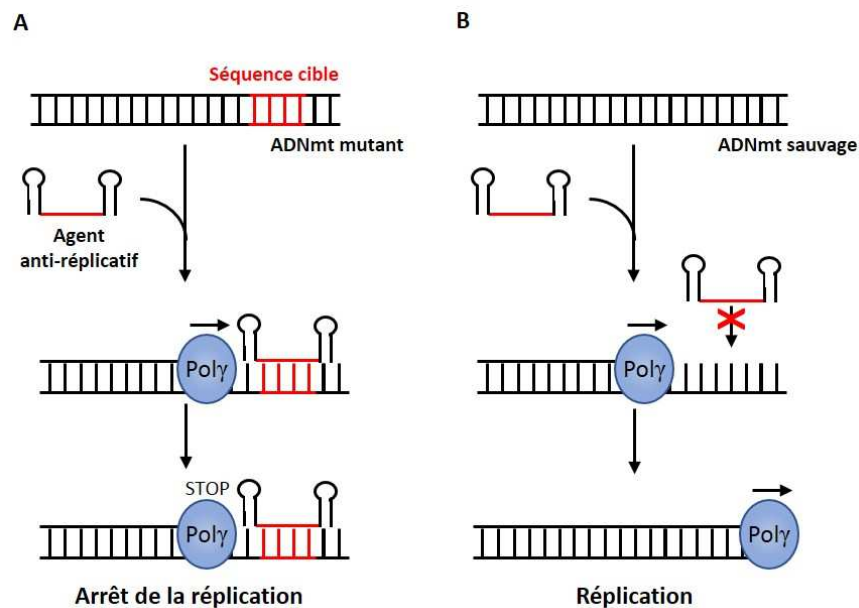 A
Séquence cible
ADNmt mutant
Agent
anti-réplicatif
Polγ
STOP
Polγ
Arrêt de la réplication
B
ADNmt sauvage
Polγ
Polγ
Réplication